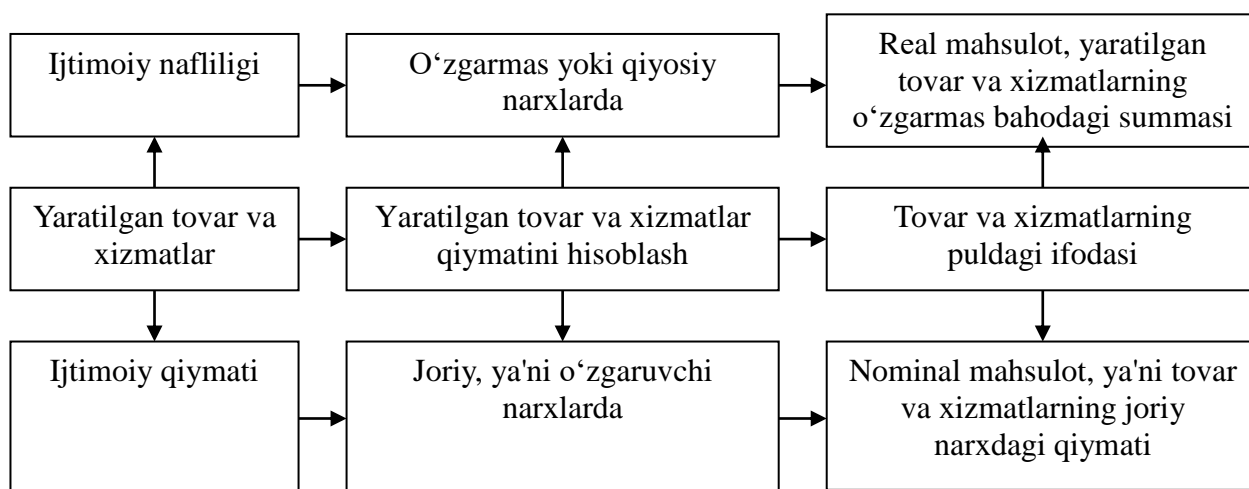 Ijtimoiy nafliligi
O‘zgarmas yoki qiyosiy
narxlarda
Real mahsulot, yaratilgan
tovar va xizmatlarning
o‘zgarmas bahodagi summasi
Yaratilgan tovar va
xizmatlar
Yaratilgan tovar va xizmatlar
qiymatini hisoblash
Tovar va xizmatlarning
puldagi ifodasi
Ijtimoiy qiymati
Joriy, ya'ni o‘zgaruvchi
narxlarda
Nominal mahsulot, ya'ni tovar
va xizmatlarning joriy
narxdagi qiymati